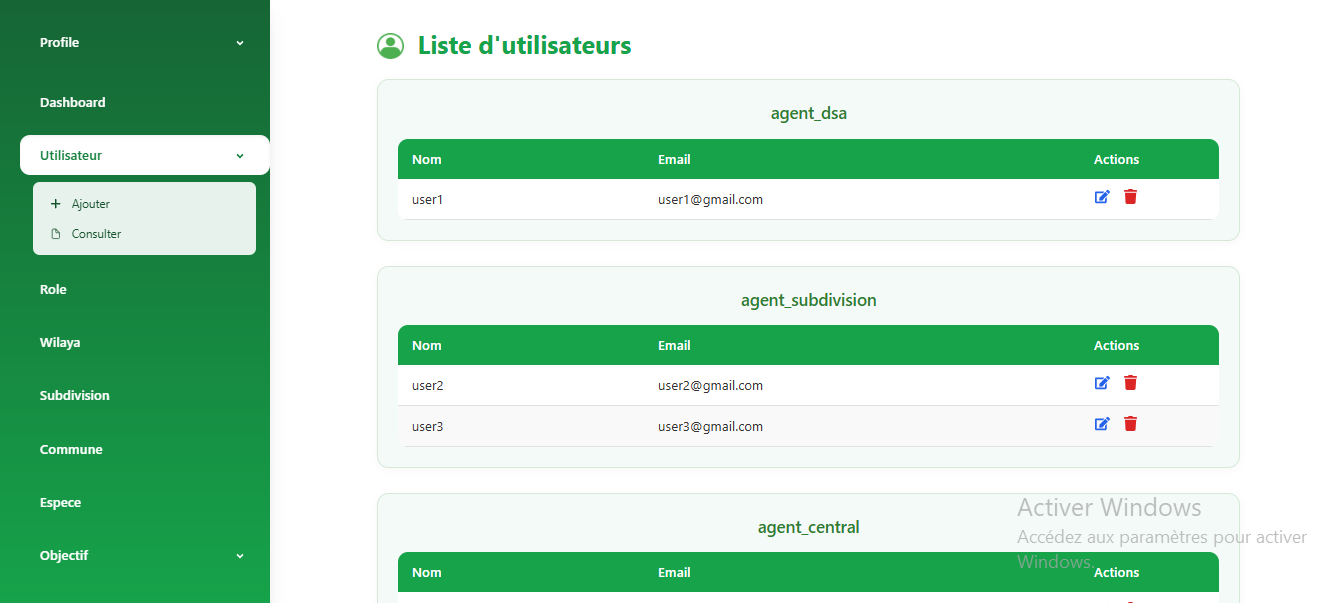 Profile
Dashboard
Utilisateur
Ajouter
Consulter
Role
Wilaya
Subdivision
Commune
Espece
Objectif
Liste d'utilisateurs
agent_dsa
Nom Email Actions
user1 user1@gmail.com
agent_subdivision
Nom Email Actions
user2 user2@gmail.com
user3 user3@gmail.com
agent_central
Nom Email Actions
Activer Windows
Accédez aux paramètres pour activer
Windows.